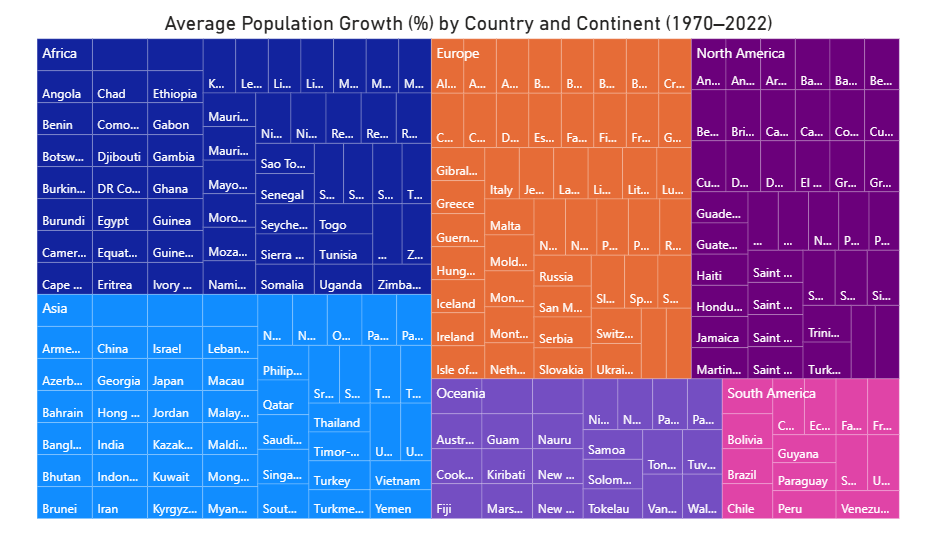 Average Population Growth (%) by Country and Continent (1970–2022)
Africa
Angola
Benin
Botsw...
Burkin...
Burundi
Camer...
Cape ...
Chad
Como...
Djibouti
DR Co...
Egypt
Equat...
Eritrea
Ethiopia
Gabon
Gambia
Ghana
Guinea
Guine...
Ivory ...
K...
Le...
Li...
Li...
M...
M...
M...
Mauri...
Mauri...
Mayo...
Moro...
Moza...
Nami...
Ni...
Ni...
Re...
Re...
R...
Sao To...
Senegal
Seyche...
Sierra ...
Somalia
S...
S...
S...
T...
Togo
Tunisia
Uganda
...
Z...
Zimba...
Asia
Arme...
Azerb...
Bahrain
Bangl...
Bhutan
Brunei
China
Georgia
Hong ...
India
Indon...
Iran
Israel
Japan
Jordan
Kazak...
Kuwait
Kyrgyz...
Leban...
Macau
Malay...
Maldi...
Mong...
Myan...
N...
N...
O...
Pa...
Pa...
Philip...
Qatar
Saudi...
Singa...
Sout...
Sr...
S...
T...
T...
Thailand
Timor-...
Turkey
Turkme...
U...
U...
Vietnam
Yemen
Europe
Al...
A...
A...
B...
B...
B...
B...
Cr...
C...
C...
D...
Es...
Fa...
Fi...
Fr...
G...
Gibral...
Greece
Guern...
Hung...
Iceland
Ireland
Isle of...
Italy
Je...
La...
Li...
Lit...
Lu...
Malta
Mold...
Mon...
Mont...
Neth...
N...
N...
P...
P...
R...
Russia
San M...
Serbia
Slovakia
Sl...
Sp...
S...
Switz...
Ukrai...
North America
An...
An...
Ar...
Ba...
Ba...
Be...
Be...
Bri...
Ca...
Ca...
Co...
Cu...
Cu...
D...
D...
El ...
Gr...
Gr...
Guade...
Guate...
Haiti
Hondu...
Jamaica
Martin...
...
...
N...
P...
P...
Saint ...
Saint ...
Saint ...
Saint ...
S...
S...
Si...
Trini...
Turk...
Oceania
Austr...
Cook...
Fiji
Guam
Kiribati
Mars...
Nauru
New ...
New ...
Ni...
N...
Pa...
Pa...
Samoa
Solom...
Tokelau
Ton...
Tuv...
Van...
Wal...
South America
Bolivia
Brazil
Chile
C...
Ec...
Fa...
Fr...
Guyana
Paraguay
Peru
S...
U...
Venezu...